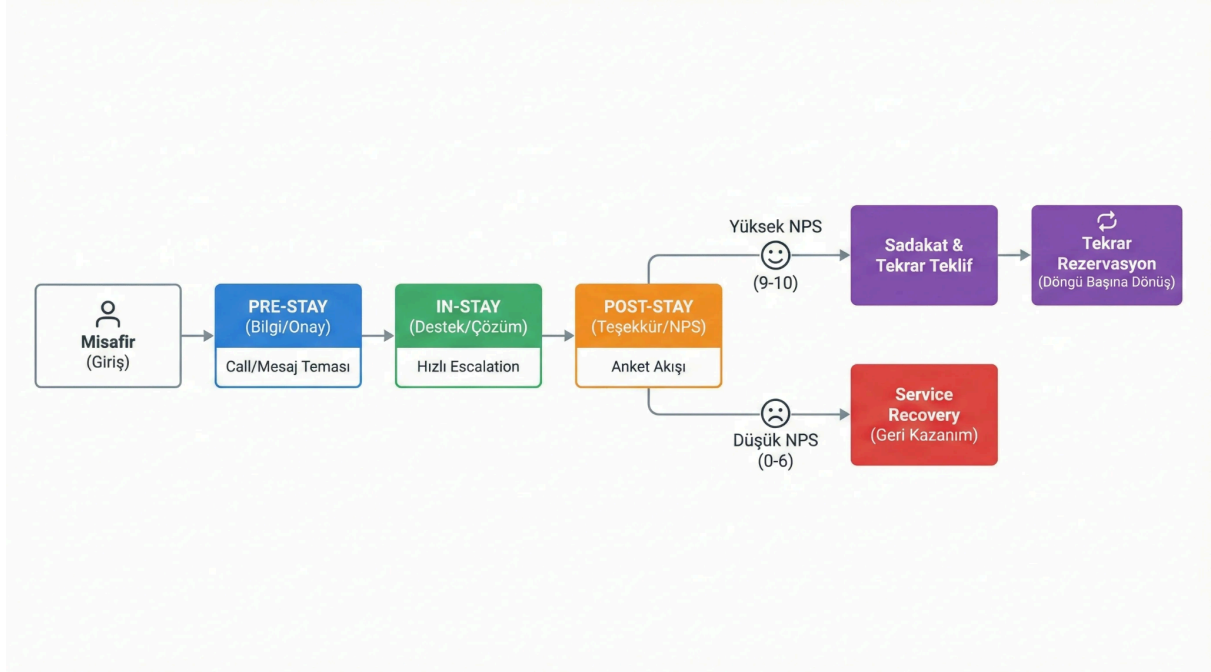 Misafir
(Giriş)
PRE-STAY
(Bilgi/Onay)
Call/Mesaj Teması
IN-STAY
(Destek/Çözüm)
Hızlı Escalation
POST-STAY
(Teşekkür/NPS)
Anket Akışı
Yüksek NPS
(9-10)
Sadakat &
Tekrar Teklif
Tekrar
Rezervasyon
(Döngü Başına Dönüş)
Düşük NPS
(0-6)
Service
Recovery
(Geri Kazanım)